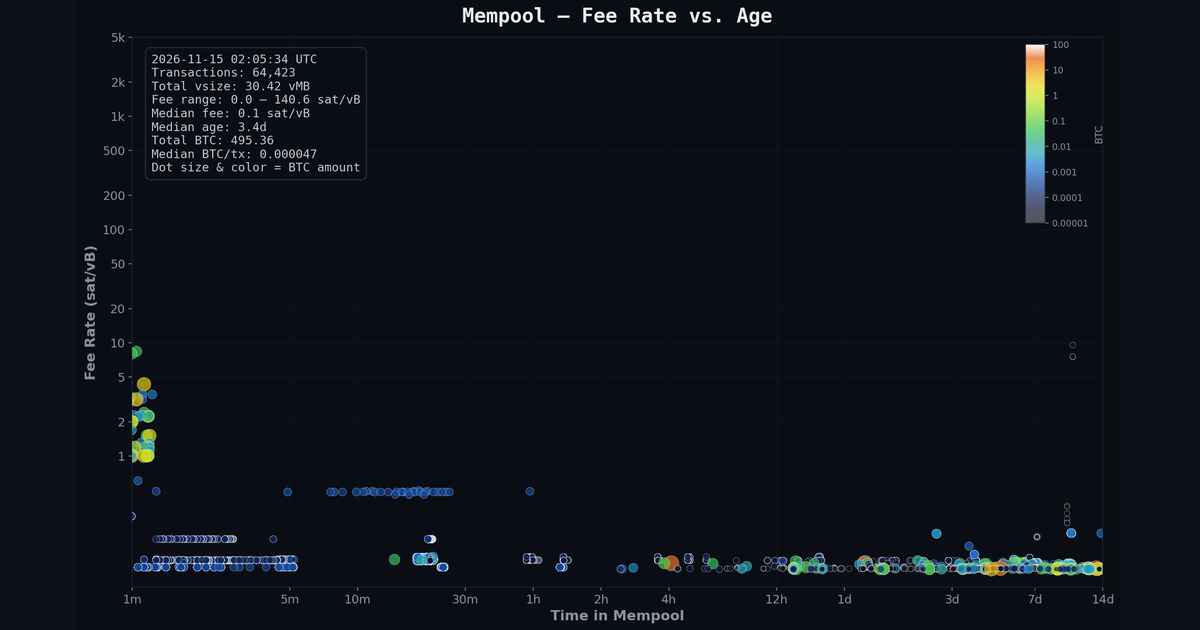 Mempool — Fee Rate vs. Age
5k
2k
1k
500
200
100
50
20
10
5
2
1
Fee Rate (sat/vB)
2026-11-15 02:05:34 UTC
Transactions: 64,423
Total vsize: 30.42 vMB
Fee range: 0.0 – 140.6 sat/vB
Median fee: 0.1 sat/vB
Median age: 3.4d
Total BTC: 495.36
Median BTC/tx: 0.000047
Dot size & color = BTC amount
100
10
1
0.1
0.01
0.001
0.0001
0.00001
BTC
1m 5m 10m 30m 1h 2h 4h 12h 1d 3d 7d 14d
Time in Mempool